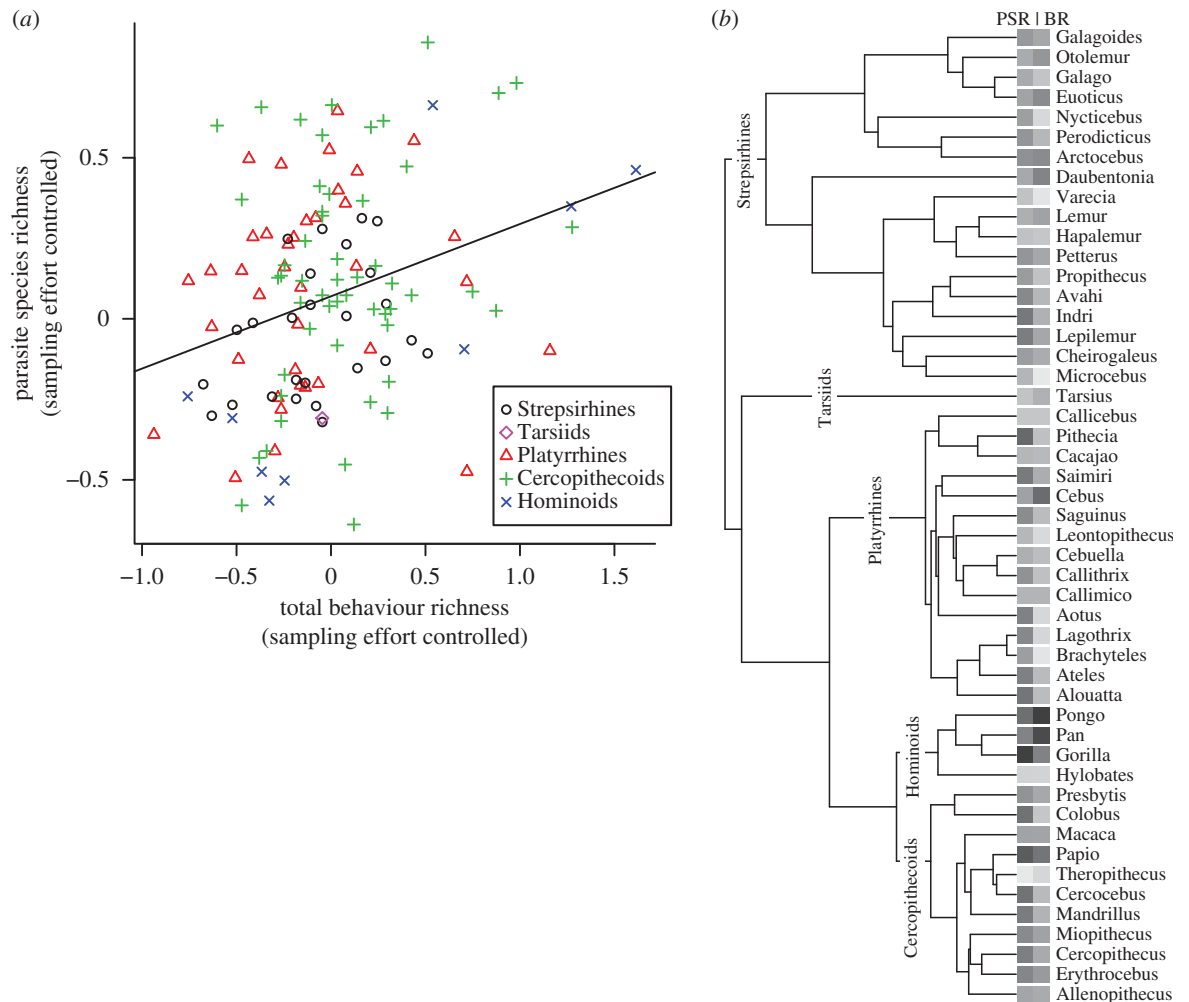 (a)
parasite species richness
(sampling effort controlled)
0.5
0
−0.5
−1.0
−0.5
0
0.5
1.0
1.5
total behaviour richness
(sampling effort controlled)
Strepsirhines
Tarsiids
Platyrrhines
Cercopithecoids
Hominoids
(b)
PSR | BR
Strepsirhines
Tarsiids
Platyrrhines
Hominoids
Cercopithecoids
Galagoides
Otolemur
Galago
Euoticus
Nycticebus
Perodicticus
Arctocebus
Daubentonia
Varecia
Lemur
Hapalemur
Petterus
Propithecus
Avahi
Indri
Lepilemur
Cheirogaleus
Microcebus
Tarsius
Callicebus
Pithecia
Cacajao
Saimiri
Cebus
Saguinus
Leontopithecus
Cebuella
Callithrix
Callimico
Aotus
Lagothrix
Brachyteles
Ateles
Alouatta
Pongo
Pan
Gorilla
Hylobates
Presbytis
Colobus
Macaca
Papio
Theropithecus
Cercocebus
Mandrillus
Miopithecus
Cercopithecus
Erythrocebus
Allenopithecus